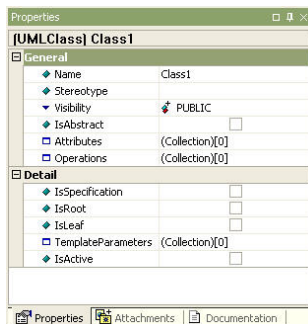 Properties
(UMLClass) Class1
General
Name Class1
Stereotype
Visibility PUBLIC
IsAbstract
Attributes (Collection)[0]
Operations (Collection)[0]
Detail
IsSpecification
IsRoot
IsLeaf
TemplateParameters (Collection)[0]
IsActive
Properties Attachments Documentation